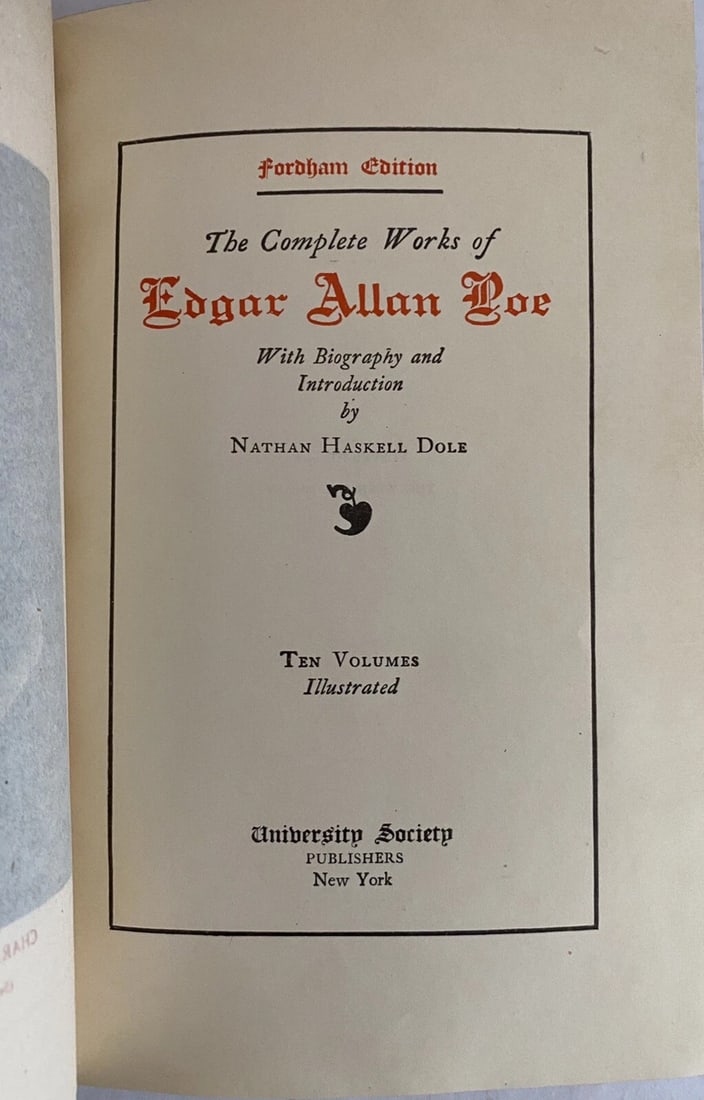 Fordham Edition
The Complete Works of
Edgar Allan Poe
With Biography and
Introduction
by
NATHAN HASKELL DOLE
TEN VOLUMES
Illustrated
University Society
PUBLISHERS
New York